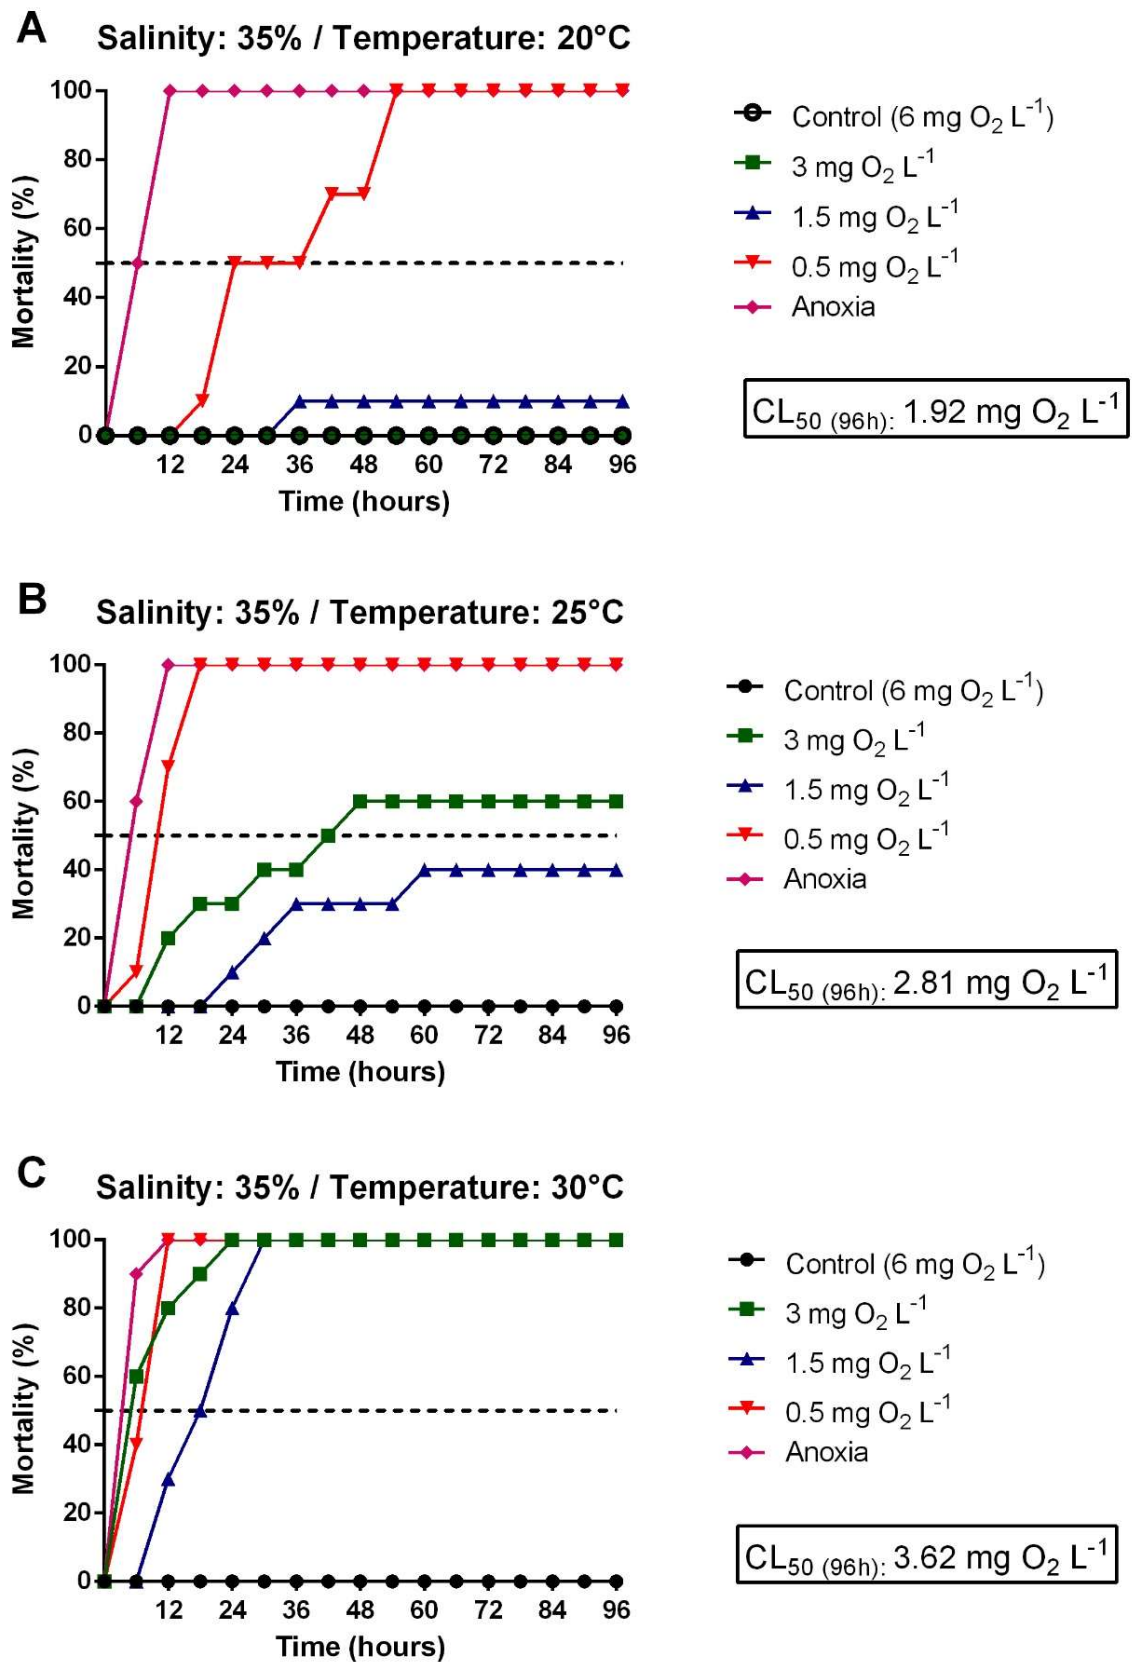 A
Salinity: 35% / Temperature: 20°C
100
80
60
40
20
0
Mortality (%)
12 24 36 48 60 72 84 96
Time (hours)
Control (6 mg O₂ L⁻¹)
3 mg O₂ L⁻¹
1.5 mg O₂ L⁻¹
0.5 mg O₂ L⁻¹
Anoxia
CL₅₀ (96h): 1.92 mg O₂ L⁻¹
B
Salinity: 35% / Temperature: 25°C
100
80
60
40
20
0
Mortality (%)
12 24 36 48 60 72 84 96
Time (hours)
Control (6 mg O₂ L⁻¹)
3 mg O₂ L⁻¹
1.5 mg O₂ L⁻¹
0.5 mg O₂ L⁻¹
Anoxia
CL₅₀ (96h): 2.81 mg O₂ L⁻¹
C
Salinity: 35% / Temperature: 30°C
100
80
60
40
20
0
Mortality (%)
12 24 36 48 60 72 84 96
Time (hours)
Control (6 mg O₂ L⁻¹)
3 mg O₂ L⁻¹
1.5 mg O₂ L⁻¹
0.5 mg O₂ L⁻¹
Anoxia
CL₅₀ (96h): 3.62 mg O₂ L⁻¹